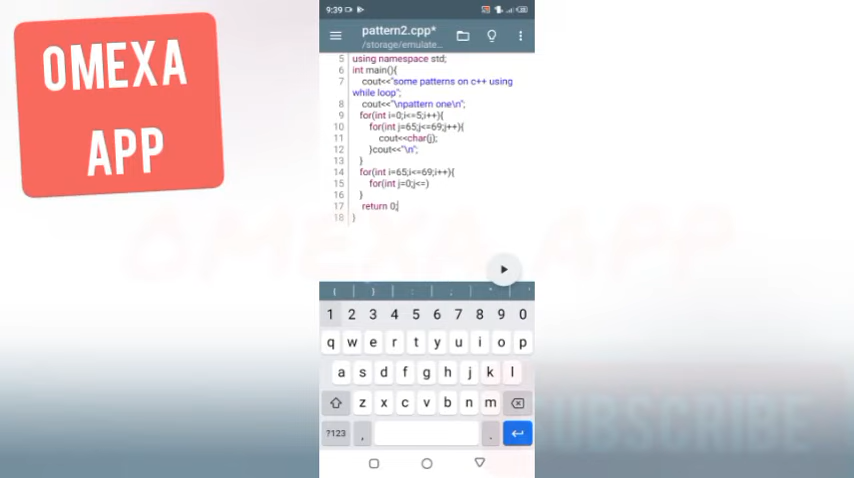 OMEXA
APP
9:39
pattern2.cpp*
/storage/emulate...
5 using namespace std;
6 int main(){
7 cout<<"some patterns on c++ using
while loop";
8 cout<<"\npattern one\n";
9 for(int i=0;i<=5;i++){
10 for(int j=65;j<=69;j++){
11 cout<<char(j);
12 }cout<<"\n";
13 }
14 for(int i=65;i<=69;i++){
15 for(int j=0;j<=)
16 }
17 return 0;
18 }
OMEXA APP
{ } : ; " '
1 2 3 4 5 6 7 8 9 0
q w e r t y u i o p
a s d f g h j k l
z x c v b n m
?123 , .
SUBSCRIBE